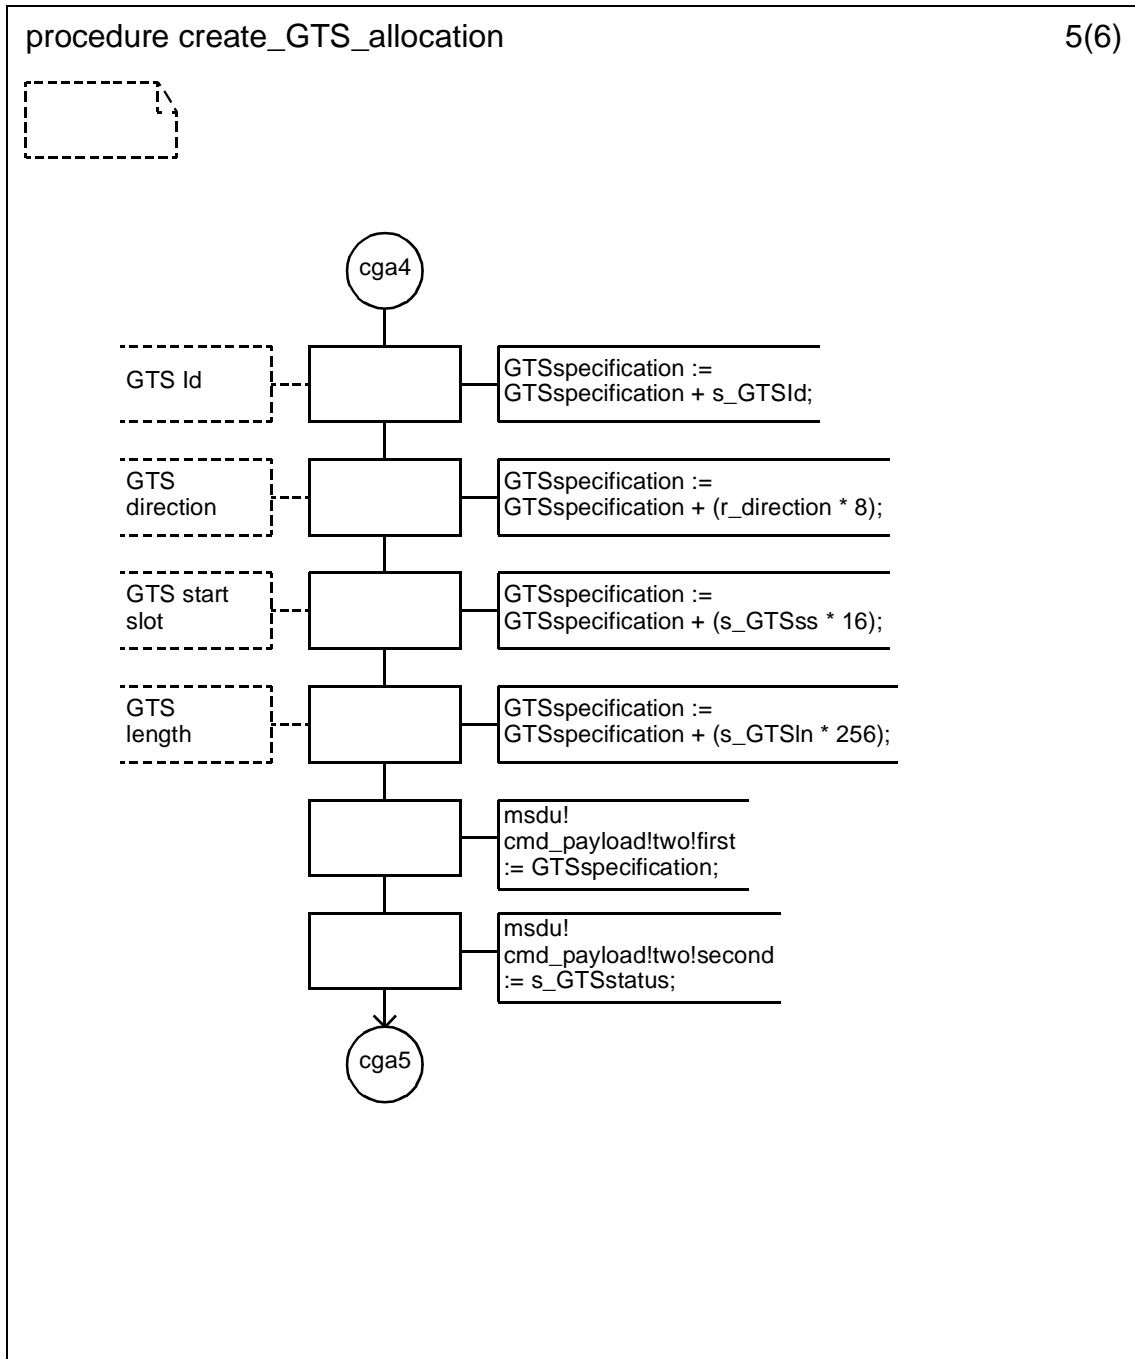 procedure create_GTS_allocation
5(6)
cga4
GTS Id
GTSspecification :=
GTSspecification + s_GTSId;
GTS
direction
GTSspecification :=
GTSspecification + (r_direction * 8);
GTS start
slot
GTSspecification :=
GTSspecification + (s_GTSss * 16);
GTS
length
GTSspecification :=
GTSspecification + (s_GTSln * 256);
msdu!
cmd_payload!two!first
:= GTSspecification;
msdu!
cmd_payload!two!second
:= s_GTSstatus;
cga5